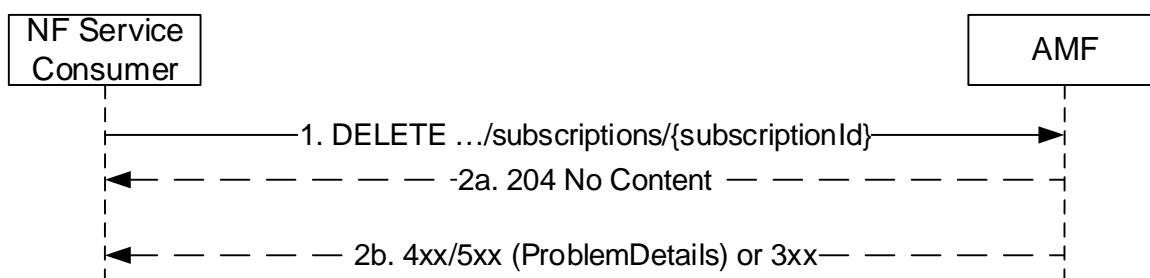 NF Service
Consumer
AMF
1. DELETE …/subscriptions/{subscriptionId}
2a. 204 No Content
2b. 4xx/5xx (ProblemDetails) or 3xx